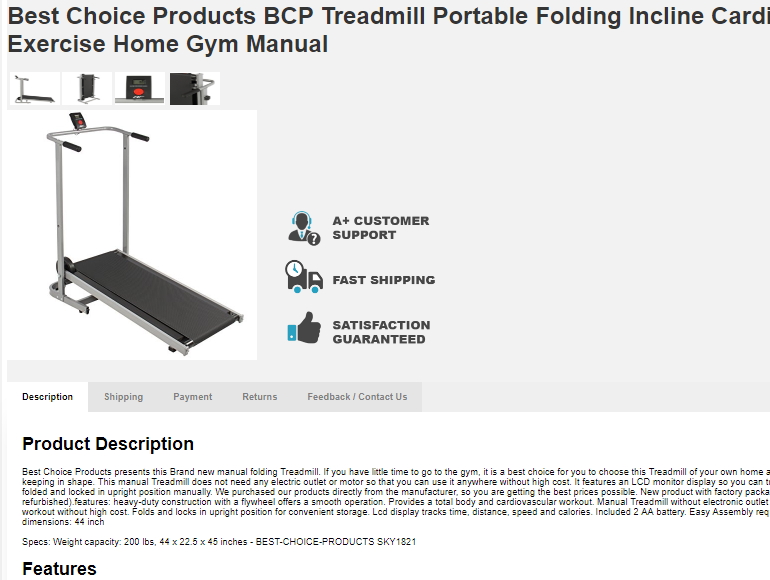 Best Choice Products BCP Treadmill Portable Folding Incline Cardi
Exercise Home Gym Manual
A+ CUSTOMER
SUPPORT
FAST SHIPPING
SATISFACTION
GUARANTEED
Description Shipping Payment Returns Feedback / Contact Us
Product Description
Best Choice Products presents this Brand new manual folding Treadmill. If you have little time to go to the gym, it is a best choice for you to choose this Treadmill of your own home a
keeping in shape. This manual Treadmill does not need any electric outlet or motor so that you can use it anywhere without high cost. It features an LCD monitor display so you can t
folded and locked in upright position manually. We purchased our products directly from the manufacturer, so you are getting the best prices possible. New product with factory packa
refurbished).features: heavy-duty construction with a flywheel offers a smooth operation. Provides a total body and cardiovascular workout. Manual Treadmill without electronic outlet
workout without high cost. Folds and locks in upright position for convenient storage. Lcd display tracks time, distance, speed and calories. Included 2 AA battery. Easy Assembly req
dimensions: 44 inch
Specs: Weight capacity: 200 lbs, 44 x 22.5 x 45 inches - BEST-CHOICE-PRODUCTS SKY1821
Features